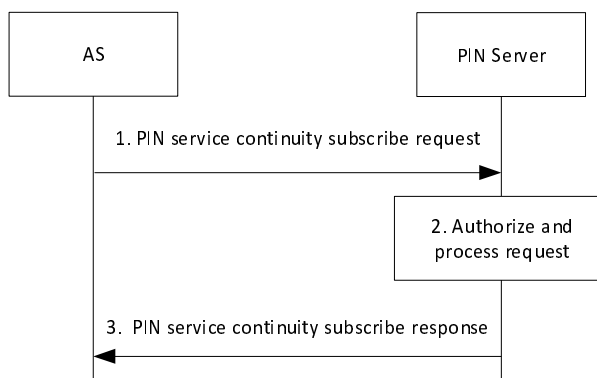 AS
PIN Server
1. PIN service continuity subscribe request
2. Authorize and
process request
3. PIN service continuity subscribe response